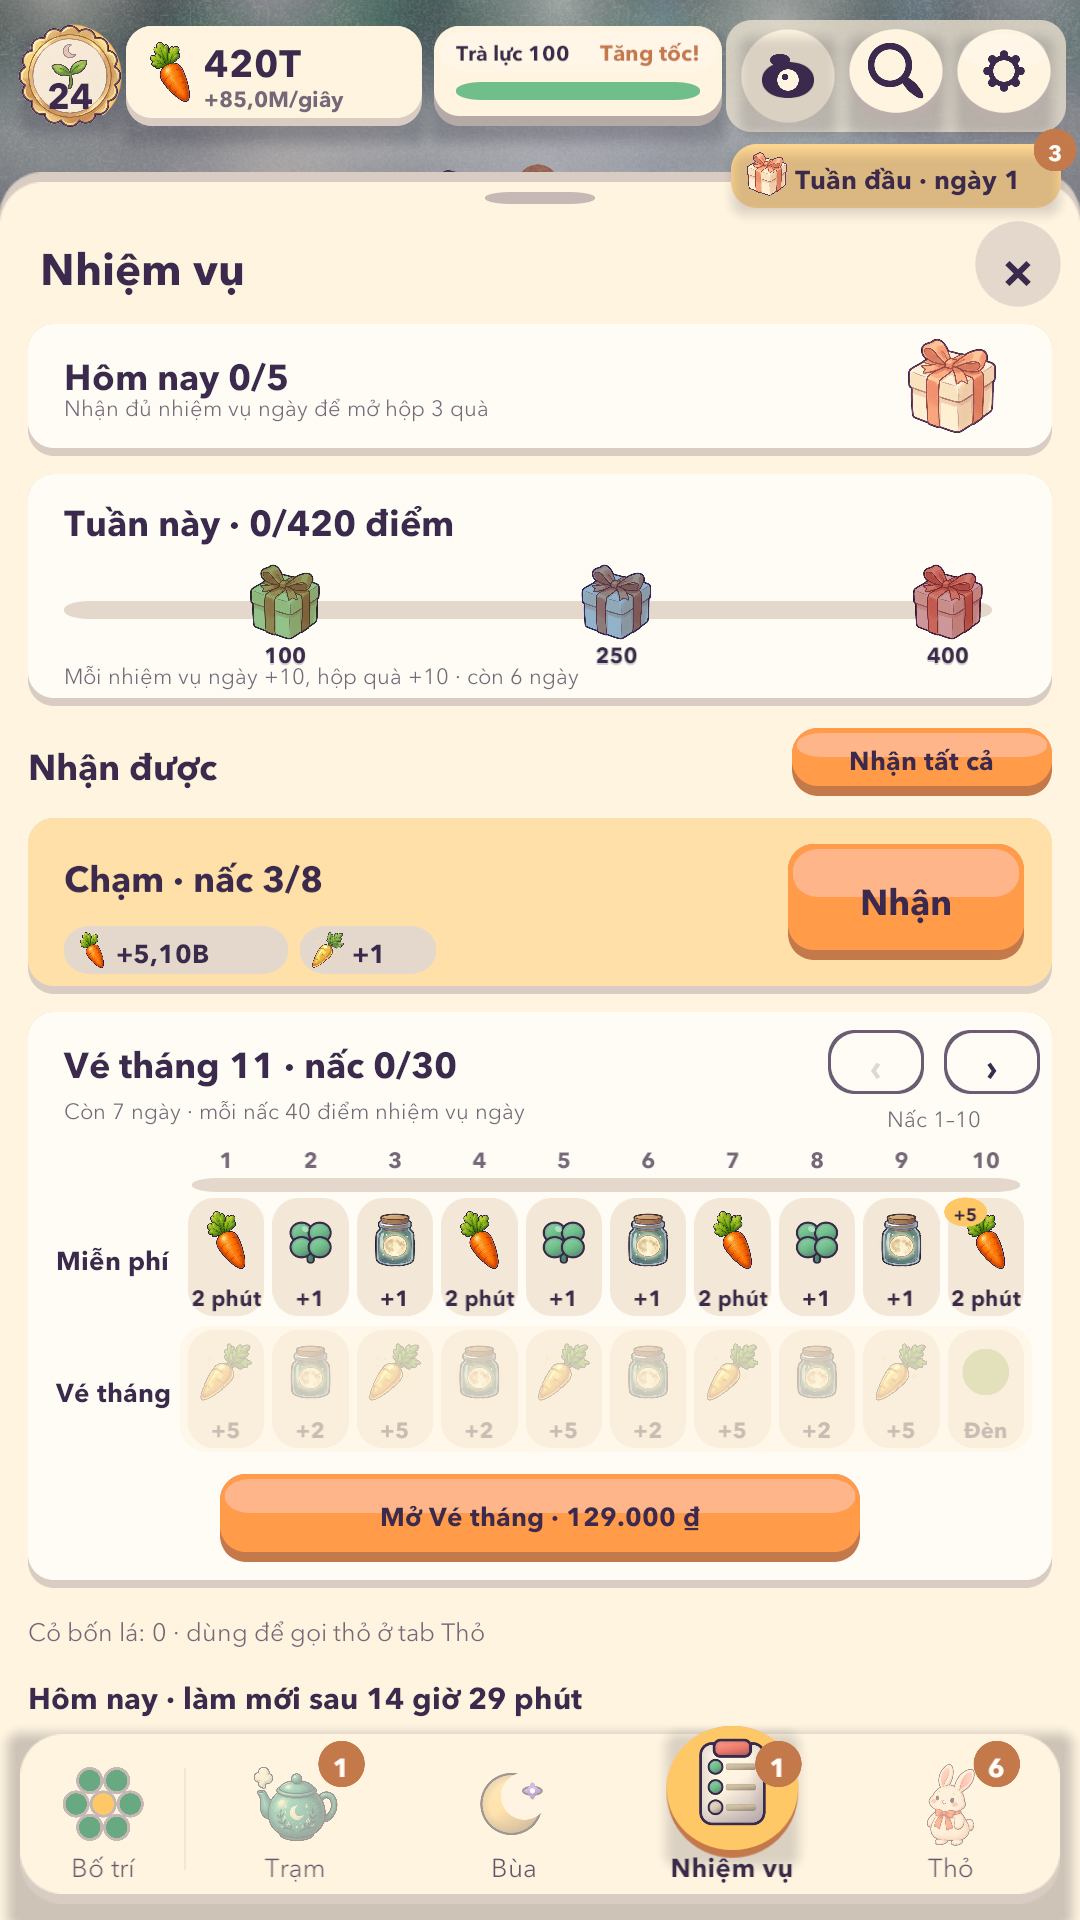 24
420T
+85,0M/giây
Trà lực 100 Tăng tốc!
3
Tuần đầu · ngày 1
Nhiệm vụ
×
Hôm nay 0/5
Nhận đủ nhiệm vụ ngày để mở hộp 3 quà
Tuần này · 0/420 điểm
100 250 400
Mỗi nhiệm vụ ngày +10, hộp quà +10 · còn 6 ngày
Nhận được
Nhận tất cả
Chạm · nấc 3/8
+5,10B +1
Nhận
Vé tháng 11 · nấc 0/30
‹ ›
Còn 7 ngày · mỗi nấc 40 điểm nhiệm vụ ngày
Nấc 1–10
1 2 3 4 5 6 7 8 9 10
+5
Miễn phí
2 phút +1 +1 2 phút +1 +1 2 phút +1 +1 2 phút
Vé tháng
+5 +2 +5 +2 +5 +2 +5 +2 +5 Đèn
Mở Vé tháng · 129.000 ₫
Cỏ bốn lá: 0 · dùng để gọi thỏ ở tab Thỏ
Hôm nay · làm mới sau 14 giờ 29 phút
1 1 6
Bố trí Trạm Bùa Nhiệm vụ Thỏ